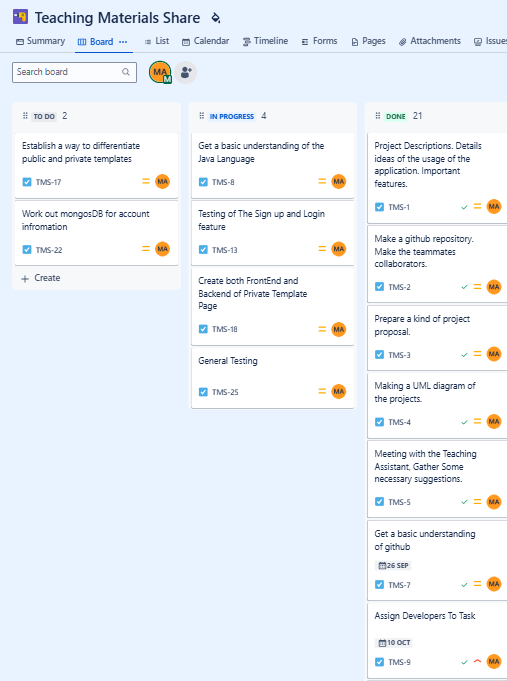 Teaching Materials Share
Summary Board ••• List Calendar Timeline Forms Pages Attachments Issues
Search board
MA
M
TO DO 2
Establish a way to differentiate
public and private templates
TMS-17 MA
Work out mongosDB for account
infromation
TMS-22 MA
+ Create
IN PROGRESS 4
Get a basic understanding of the
Java Language
TMS-8 MA
Testing of The Sign up and Login
feature
TMS-13 MA
Create both FrontEnd and
Backend of Private Template
Page
TMS-18 MA
General Testing
TMS-25 MA
DONE 21
Project Descriptions. Details
ideas of the usage of the
application. Important
features.
TMS-1 MA
Make a github repository.
Make the teammates
collaborators.
TMS-2 MA
Prepare a kind of project
proposal.
TMS-3 MA
Making a UML diagram of
the projects.
TMS-4 MA
Meeting with the Teaching
Assistant, Gather Some
necessary suggestions.
TMS-5 MA
Get a basic understanding
of github
26 SEP
TMS-7 MA
Assign Developers To Task
10 OCT
TMS-9 MA